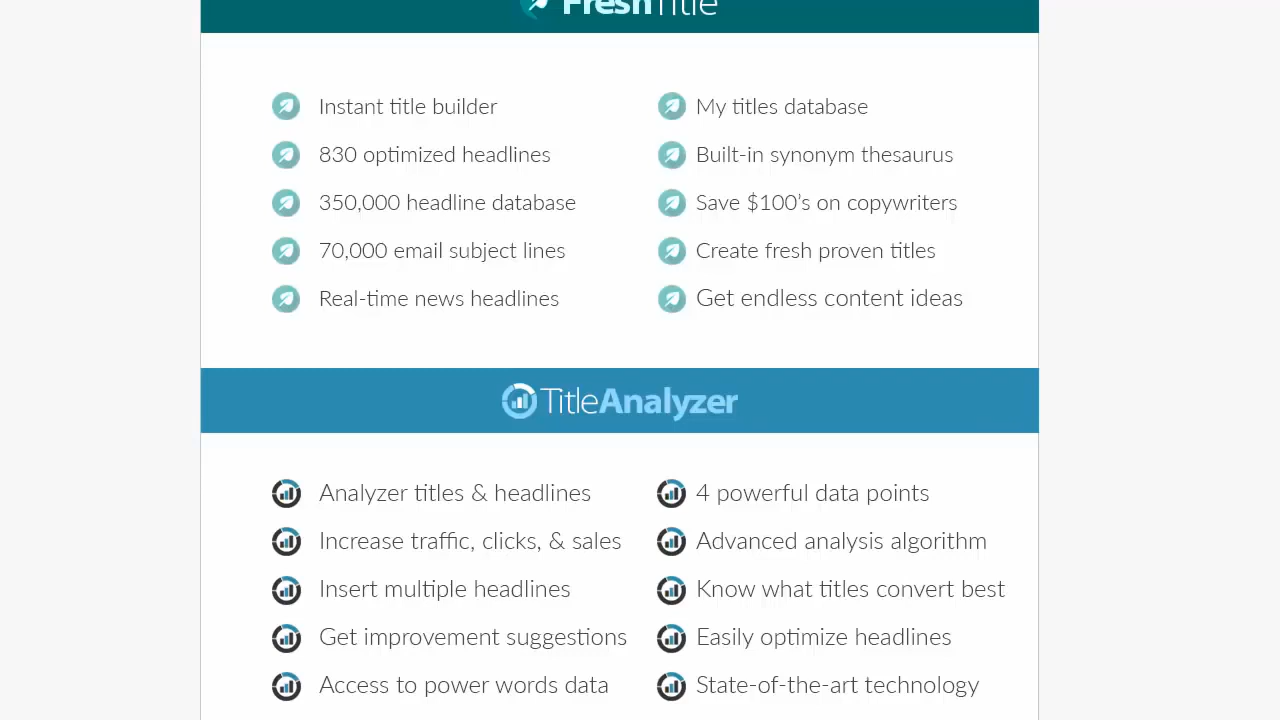 FreshTitle
Instant title builder
830 optimized headlines
350,000 headline database
70,000 email subject lines
Real-time news headlines
My titles database
Built-in synonym thesaurus
Save $100's on copywriters
Create fresh proven titles
Get endless content ideas
TitleAnalyzer
Analyzer titles & headlines
Increase traffic, clicks, & sales
Insert multiple headlines
Get improvement suggestions
Access to power words data
4 powerful data points
Advanced analysis algorithm
Know what titles convert best
Easily optimize headlines
State-of-the-art technology